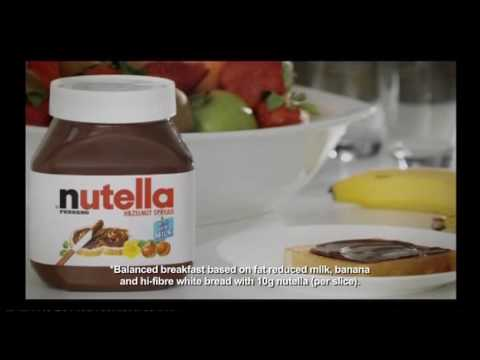 nutella
FERRERO
HAZELNUT SPREAD
MILK
*Balanced breakfast based on fat reduced milk, banana
and hi-fibre white bread with 10g nutella (per slice).